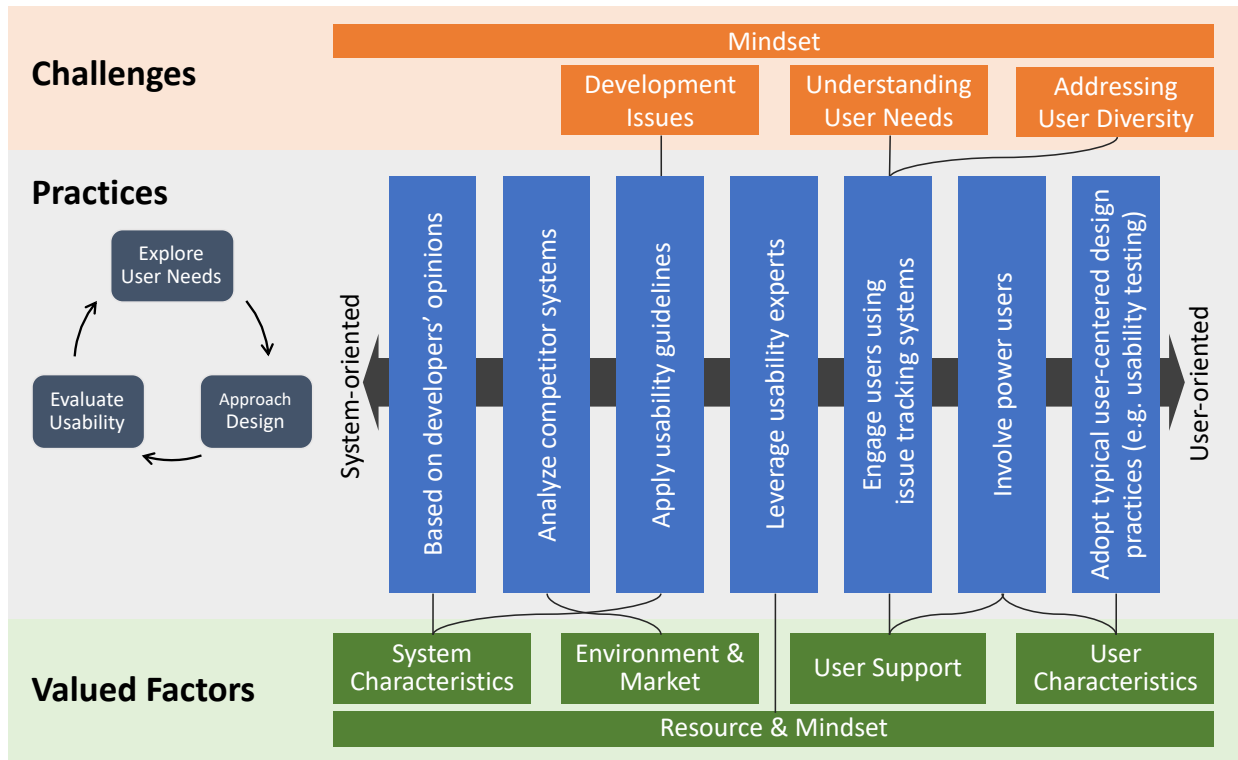 Challenges
Mindset
Development
Issues
Understanding
User Needs
Addressing
User Diversity
Practices
Explore
User Needs
Evaluate
Usability
Approach
Design
System-oriented
Based on developers’ opinions
Analyze competitor systems
Apply usability guidelines
Leverage usability experts
Engage users using
issue tracking systems
Involve power users
Adopt typical user-centered design
practices (e.g. usability testing)
User-oriented
Valued Factors
System
Characteristics
Environment &
Market
User Support
User
Characteristics
Resource & Mindset